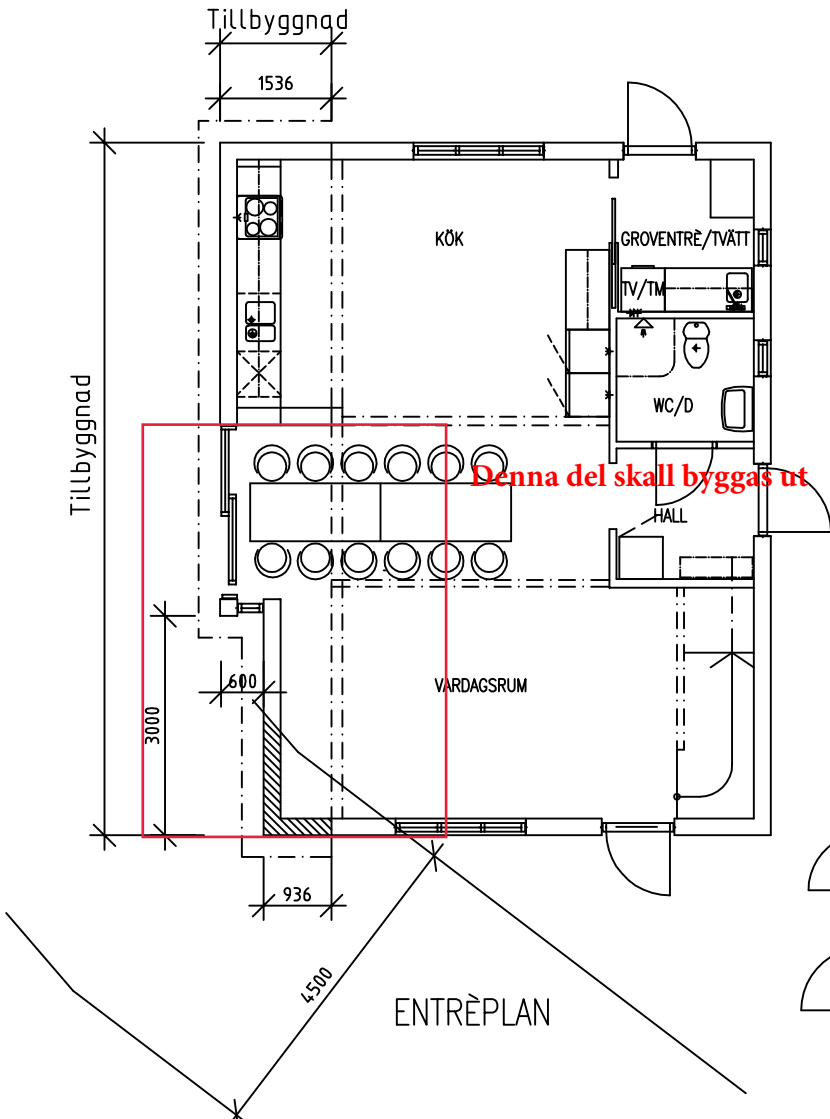 Tillbyggnad
1536
Tillbyggnad
KÖK
GROVENTRÈ/TVÄTT
TV/TM
WC/D
Denna del skall byggas ut
HALL
600
VARDAGSRUM
3000
936
4500
ENTRÈPLAN